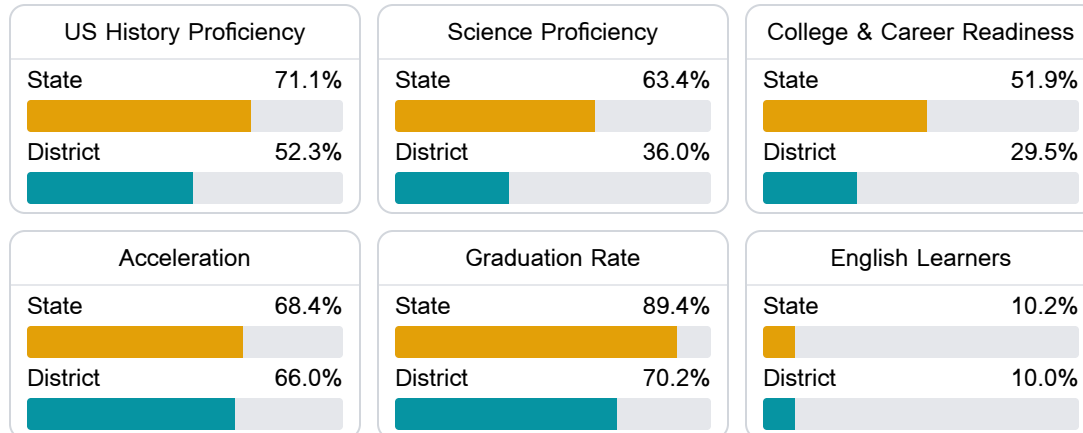 US History Proficiency
State 71.1%
District 52.3%
Science Proficiency
State 63.4%
District 36.0%
College & Career Readiness
State 51.9%
District 29.5%
Acceleration
State 68.4%
District 66.0%
Graduation Rate
State 89.4%
District 70.2%
English Learners
State 10.2%
District 10.0%